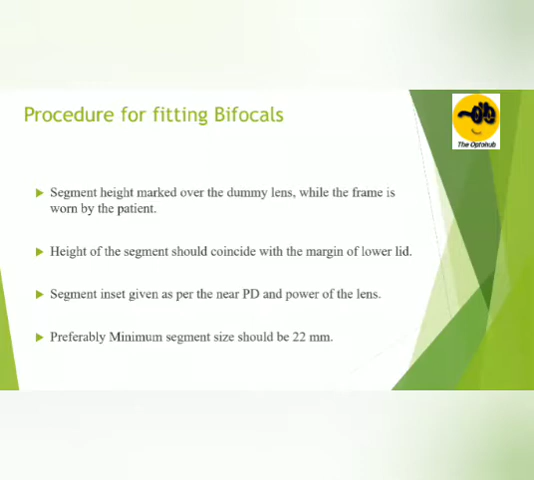 Procedure for fitting Bifocals
The Optohub
Segment height marked over the dummy lens, while the frame is
worn by the patient.
Height of the segment should coincide with the margin of lower lid.
Segment inset given as per the near PD and power of the lens.
Preferably Minimum segment size should be 22 mm.